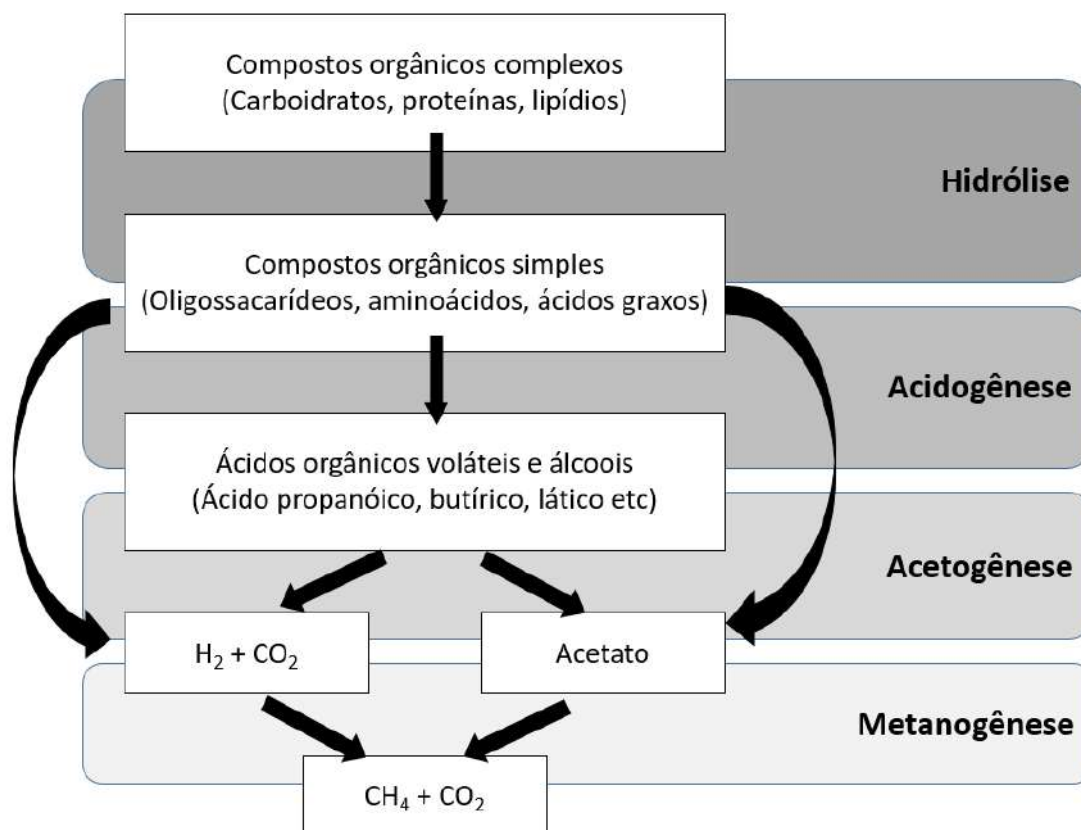 Compostos orgânicos complexos
(Carboidratos, proteínas, lipídios)
Hidrólise
Compostos orgânicos simples
(Oligossacarídeos, aminoácidos, ácidos graxos)
Acidogênese
Ácidos orgânicos voláteis e álcoois
(Ácido propanóico, butírico, lático etc)
Acetogênese
H₂ + CO₂
Acetato
Metanogênese
CH₄ + CO₂